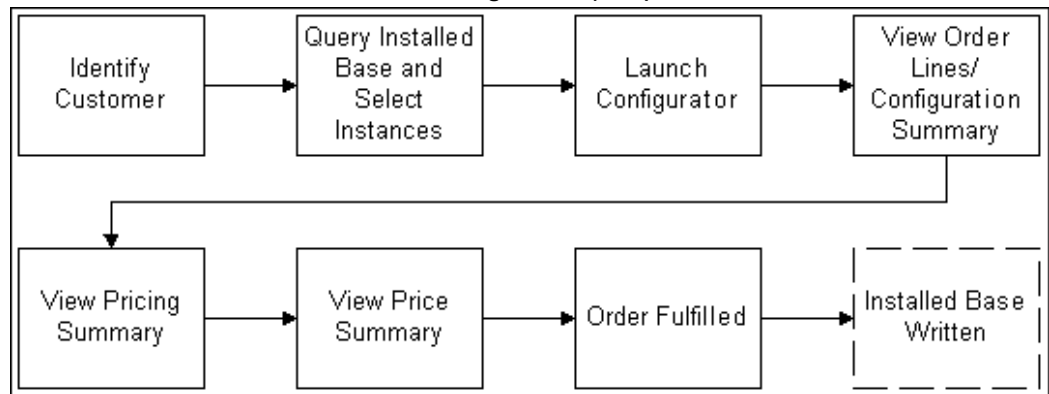 Identify
Customer
Query Installed
Base and
Select
Instances
Launch
Configurator
View Order
Lines/
Configuration
Summary
View Pricing
Summary
View Price
Summary
Order Fulfilled
Installed Base
Written